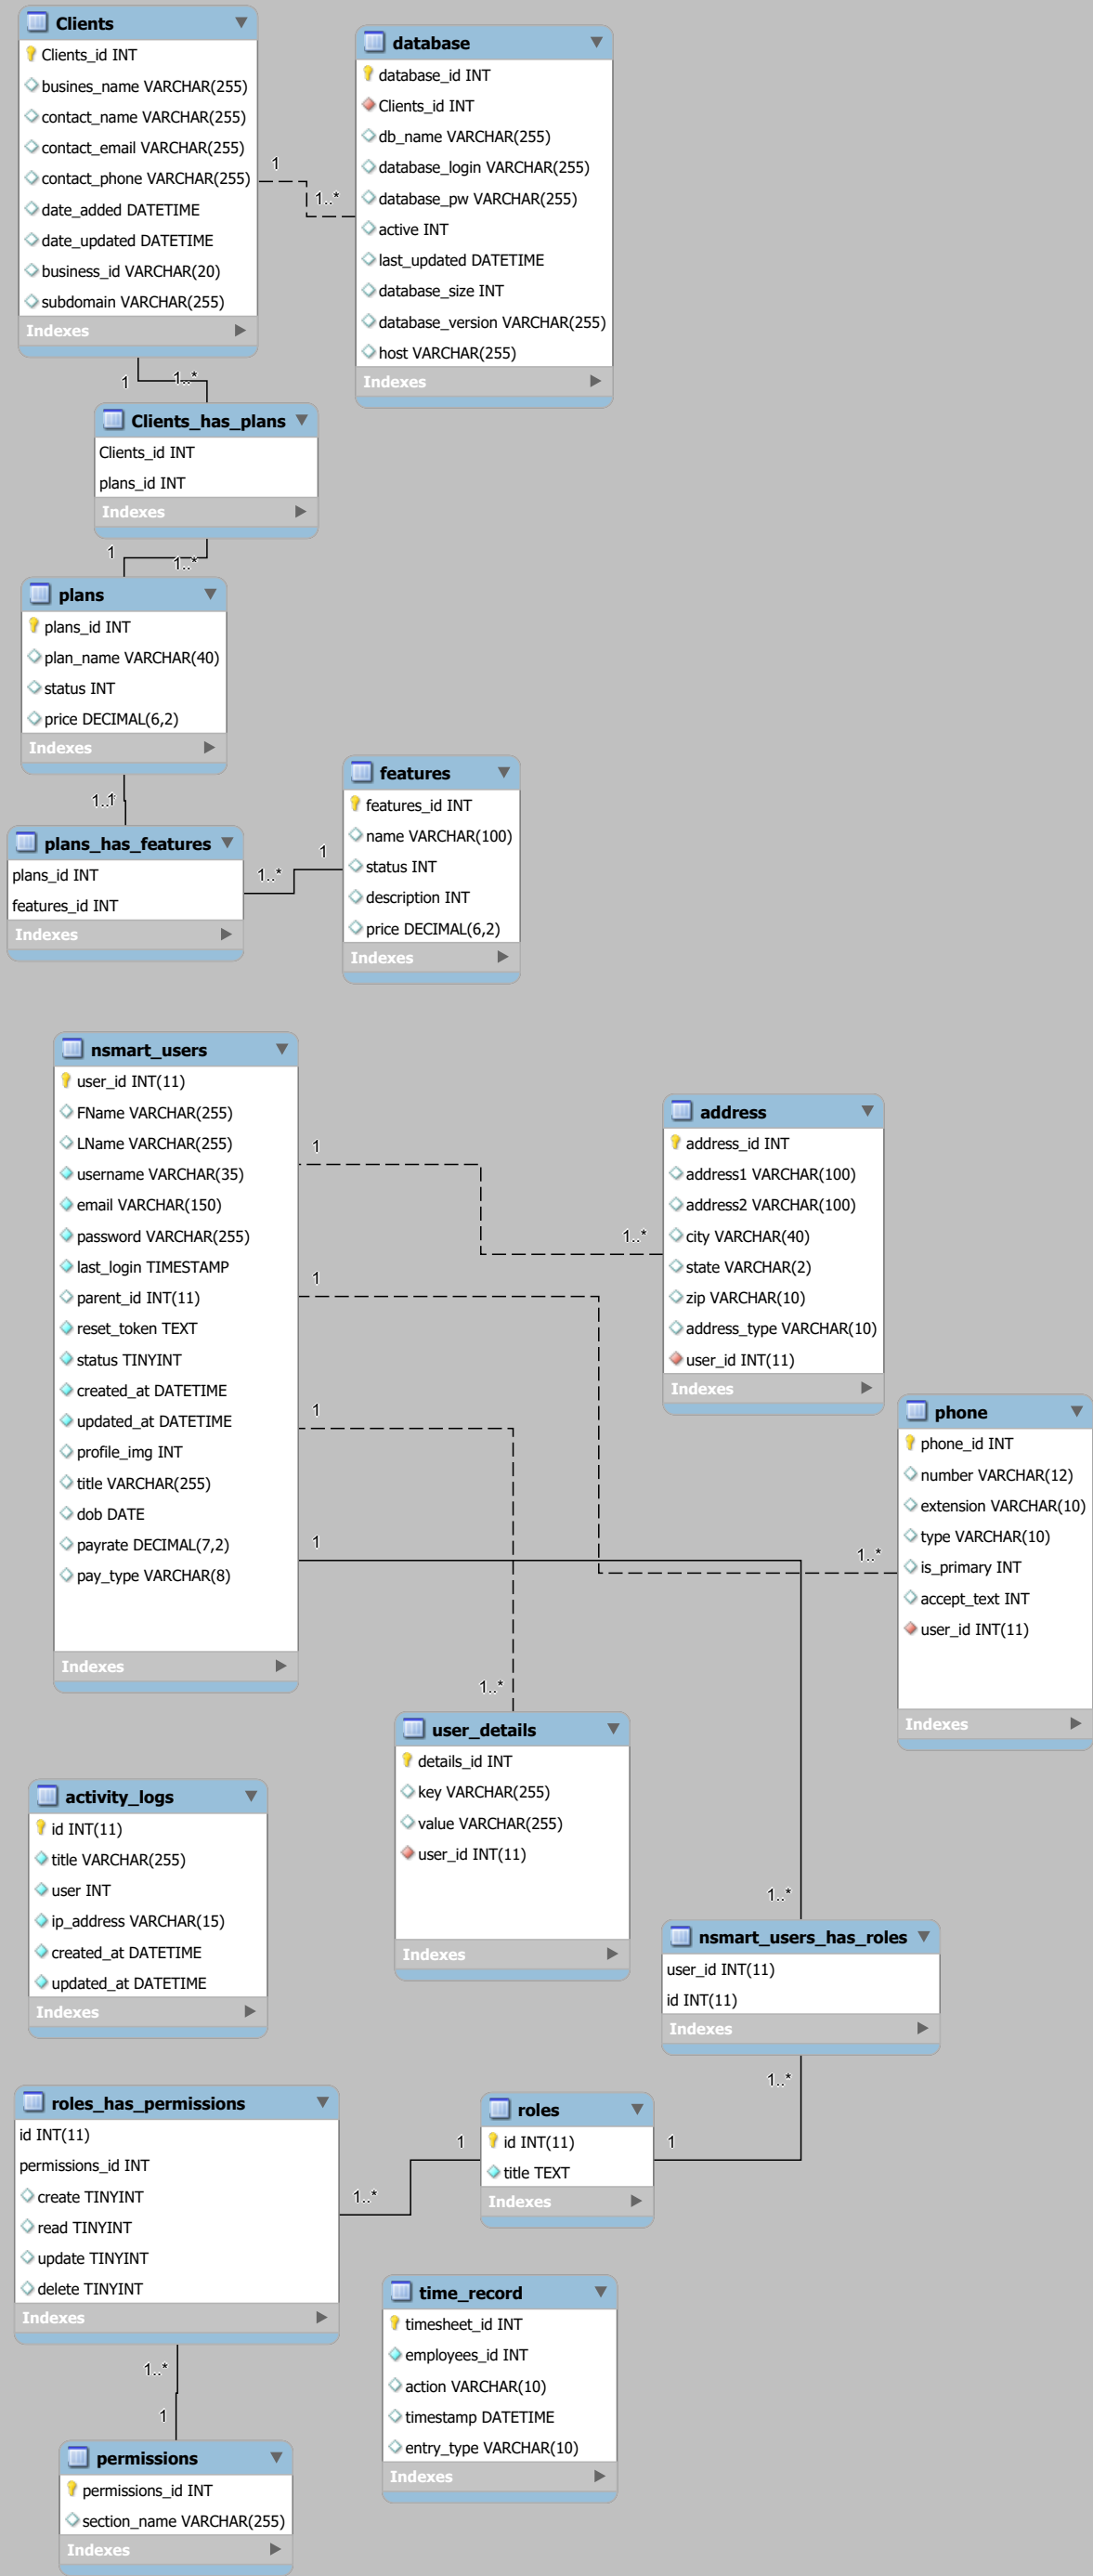 Clients
Clients_id INT
busines_name VARCHAR(255)
contact_name VARCHAR(255)
contact_email VARCHAR(255)
contact_phone VARCHAR(255)
date_added DATETIME
date_updated DATETIME
business_id VARCHAR(20)
subdomain VARCHAR(255)
Indexes
database
database_id INT
Clients_id INT
db_name VARCHAR(255)
database_login VARCHAR(255)
database_pw VARCHAR(255)
active INT
last_updated DATETIME
database_size INT
database_version VARCHAR(255)
host VARCHAR(255)
Indexes
1
1..*
1
1..*
Clients_has_plans
Clients_id INT
plans_id INT
Indexes
1
1..*
plans
plans_id INT
plan_name VARCHAR(40)
status INT
price DECIMAL(6,2)
Indexes
1..1
plans_has_features
plans_id INT
features_id INT
Indexes
1..*
1
features
features_id INT
name VARCHAR(100)
status INT
description INT
price DECIMAL(6,2)
Indexes
nsmart_users
user_id INT(11)
FName VARCHAR(255)
LName VARCHAR(255)
username VARCHAR(35)
email VARCHAR(150)
password VARCHAR(255)
last_login TIMESTAMP
parent_id INT(11)
reset_token TEXT
status TINYINT
created_at DATETIME
updated_at DATETIME
profile_img INT
title VARCHAR(255)
dob DATE
payrate DECIMAL(7,2)
pay_type VARCHAR(8)
Indexes
1
1..*
address
address_id INT
address1 VARCHAR(100)
address2 VARCHAR(100)
city VARCHAR(40)
state VARCHAR(2)
zip VARCHAR(10)
address_type VARCHAR(10)
user_id INT(11)
Indexes
1
1..*
phone
phone_id INT
number VARCHAR(12)
extension VARCHAR(10)
type VARCHAR(10)
is_primary INT
accept_text INT
user_id INT(11)
Indexes
1
1..*
user_details
details_id INT
key VARCHAR(255)
value VARCHAR(255)
user_id INT(11)
Indexes
activity_logs
id INT(11)
title VARCHAR(255)
user INT
ip_address VARCHAR(15)
created_at DATETIME
updated_at DATETIME
Indexes
1
1..*
nsmart_users_has_roles
user_id INT(11)
id INT(11)
Indexes
1..*
1
roles
id INT(11)
title TEXT
Indexes
1
1..*
roles_has_permissions
id INT(11)
permissions_id INT
create TINYINT
read TINYINT
update TINYINT
delete TINYINT
Indexes
time_record
timesheet_id INT
employees_id INT
action VARCHAR(10)
timestamp DATETIME
entry_type VARCHAR(10)
Indexes
1..*
1
permissions
permissions_id INT
section_name VARCHAR(255)
Indexes